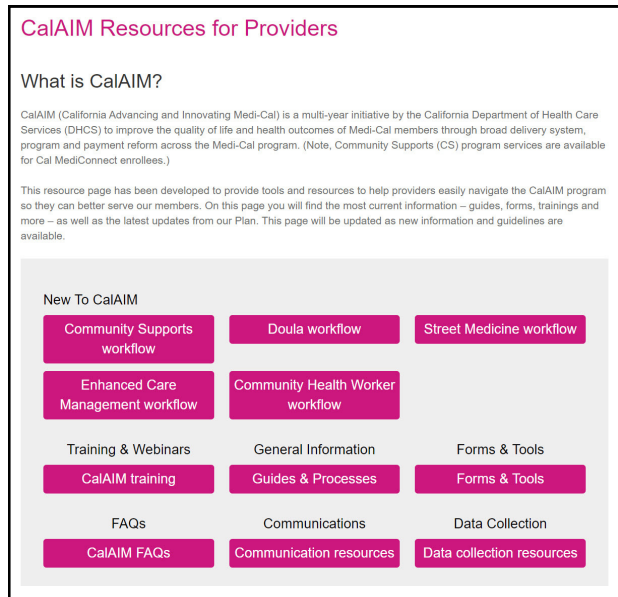 CalAIM Resources for Providers
What is CalAIM?
CalAIM (California Advancing and Innovating Medi-Cal) is a multi-year initiative by the California Department of Health Care
Services (DHCS) to improve the quality of life and health outcomes of Medi-Cal members through broad delivery system,
program and payment reform across the Medi-Cal program. (Note, Community Supports (CS) program services are available
for Cal MediConnect enrollees.)
This resource page has been developed to provide tools and resources to help providers easily navigate the CalAIM program
so they can better serve our members. On this page you will find the most current information – guides, forms, trainings and
more – as well as the latest updates from our Plan. This page will be updated as new information and guidelines are
available.
New To CalAIM
Community Supports
workflow
Doula workflow
Street Medicine workflow
Enhanced Care
Management workflow
Community Health Worker
workflow
Training & Webinars
General Information
Forms & Tools
CalAIM training
Guides & Processes
Forms & Tools
FAQs
Communications
Data Collection
CalAIM FAQs
Communication resources
Data collection resources